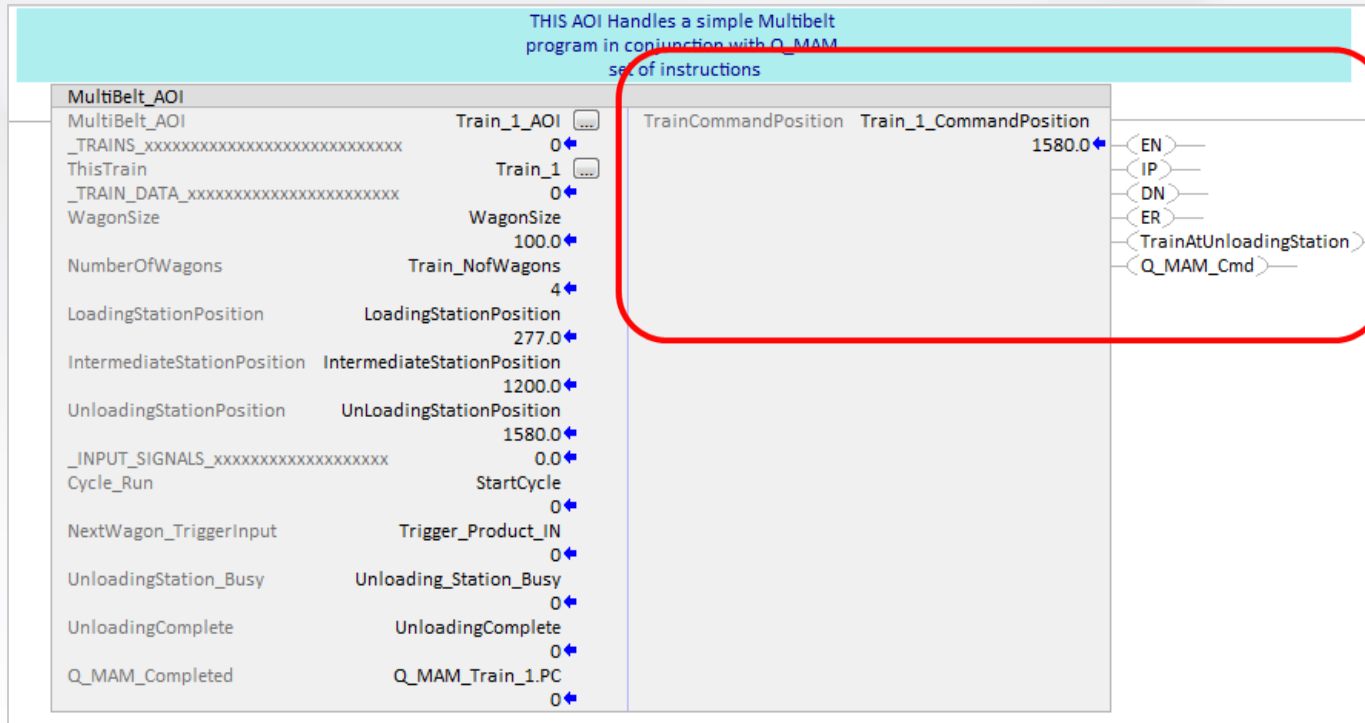 THIS AOI Handles a simple Multibelt
program in conjunction with Q_MAM
set of instructions
MultiBelt_AOI
MultiBelt_AOI Train_1_AOI ...
_TRAINS_xxxxxxxxxxxxxxxxxxxxxxxxxxxx 0
ThisTrain Train_1 ...
_TRAIN_DATA_xxxxxxxxxxxxxxxxxxxxxxx 0
WagonSize WagonSize
100.0
NumberOfWagons Train_NofWagons
4
LoadingStationPosition LoadingStationPosition
277.0
IntermediateStationPosition IntermediateStationPosition
1200.0
UnloadingStationPosition UnLoadingStationPosition
1580.0
_INPUT_SIGNALS_xxxxxxxxxxxxxxxxxxx 0.0
Cycle_Run StartCycle
0
NextWagon_TriggerInput Trigger_Product_IN
0
UnloadingStation_Busy Unloading_Station_Busy
0
UnloadingComplete UnloadingComplete
0
Q_MAM_Completed Q_MAM_Train_1.PC
0
TrainCommandPosition Train_1_CommandPosition
1580.0
EN
IP
DN
ER
TrainAtUnloadingStation
Q_MAM_Cmd